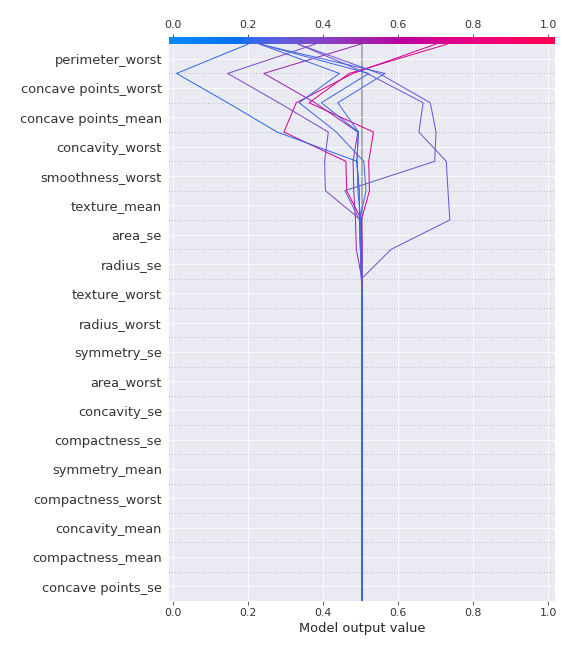 0.0 0.2 0.4 0.6 0.8 1.0
perimeter_worst
concave points_worst
concave points_mean
concavity_worst
smoothness_worst
texture_mean
area_se
radius_se
texture_worst
radius_worst
symmetry_se
area_worst
concavity_se
compactness_se
symmetry_mean
compactness_worst
concavity_mean
compactness_mean
concave points_se
0.0 0.2 0.4 0.6 0.8 1.0
Model output value